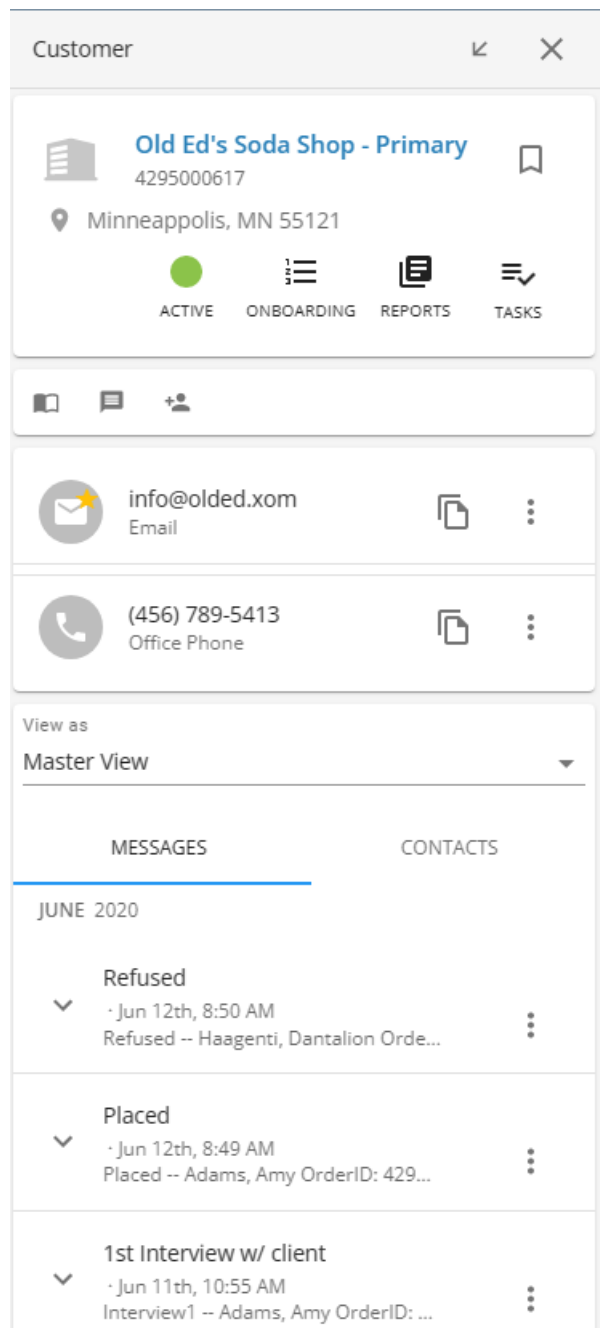 Customer
Old Ed's Soda Shop - Primary
4295000617
Minneappolis, MN 55121
ACTIVE ONBOARDING REPORTS TASKS
info@olded.xom
Email
(456) 789-5413
Office Phone
View as
Master View
MESSAGES CONTACTS
JUNE 2020
Refused
· Jun 12th, 8:50 AM
Refused -- Haagenti, Dantalion Orde...
Placed
· Jun 12th, 8:49 AM
Placed -- Adams, Amy OrderID: 429...
1st Interview w/ client
· Jun 11th, 10:55 AM
Interview1 -- Adams, Amy OrderID: ...